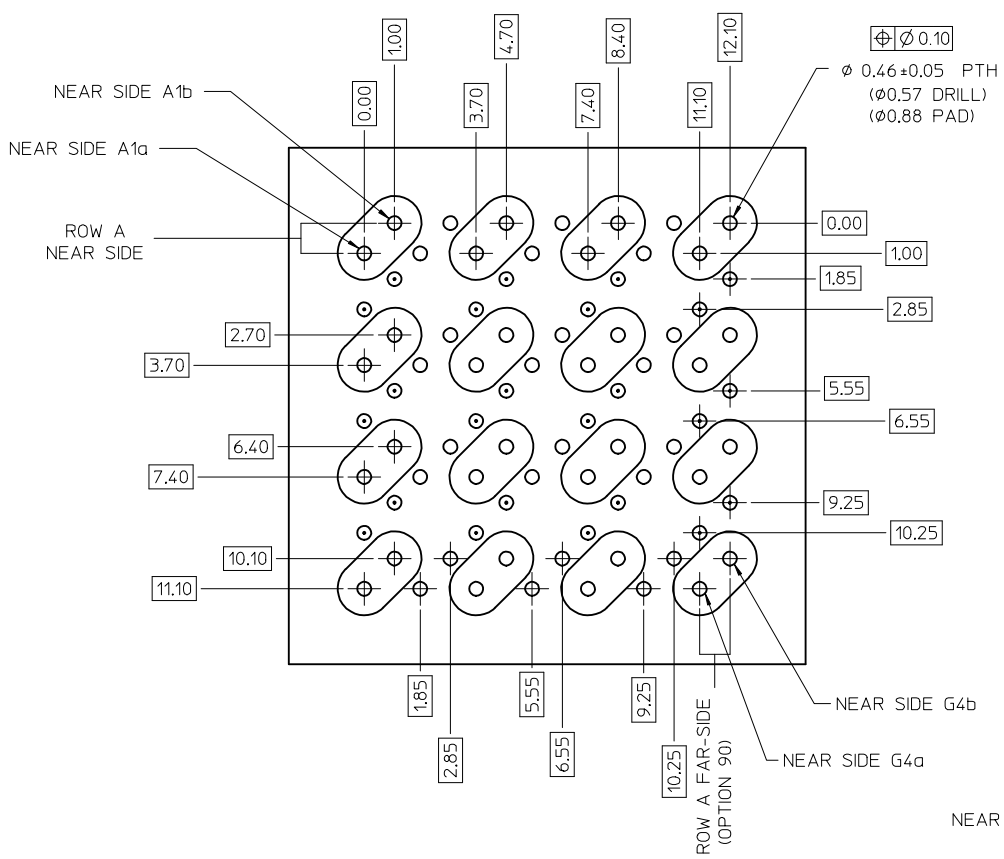 1.00
4.70
8.40
12.10
⌖ Ø 0.10
Ø 0.46±0.05 PTH
(Ø0.57 DRILL)
(Ø0.88 PAD)
NEAR SIDE A1b
0.00
3.70
7.40
11.10
NEAR SIDE A1a
ROW A
NEAR SIDE
0.00
1.00
1.85
2.85
2.70
3.70
5.55
6.55
6.40
7.40
9.25
10.25
10.10
11.10
1.85
5.55
9.25
2.85
6.55
10.25
ROW A FAR-SIDE
(OPTION 90)
NEAR SIDE G4b
NEAR SIDE G4a
NEAR